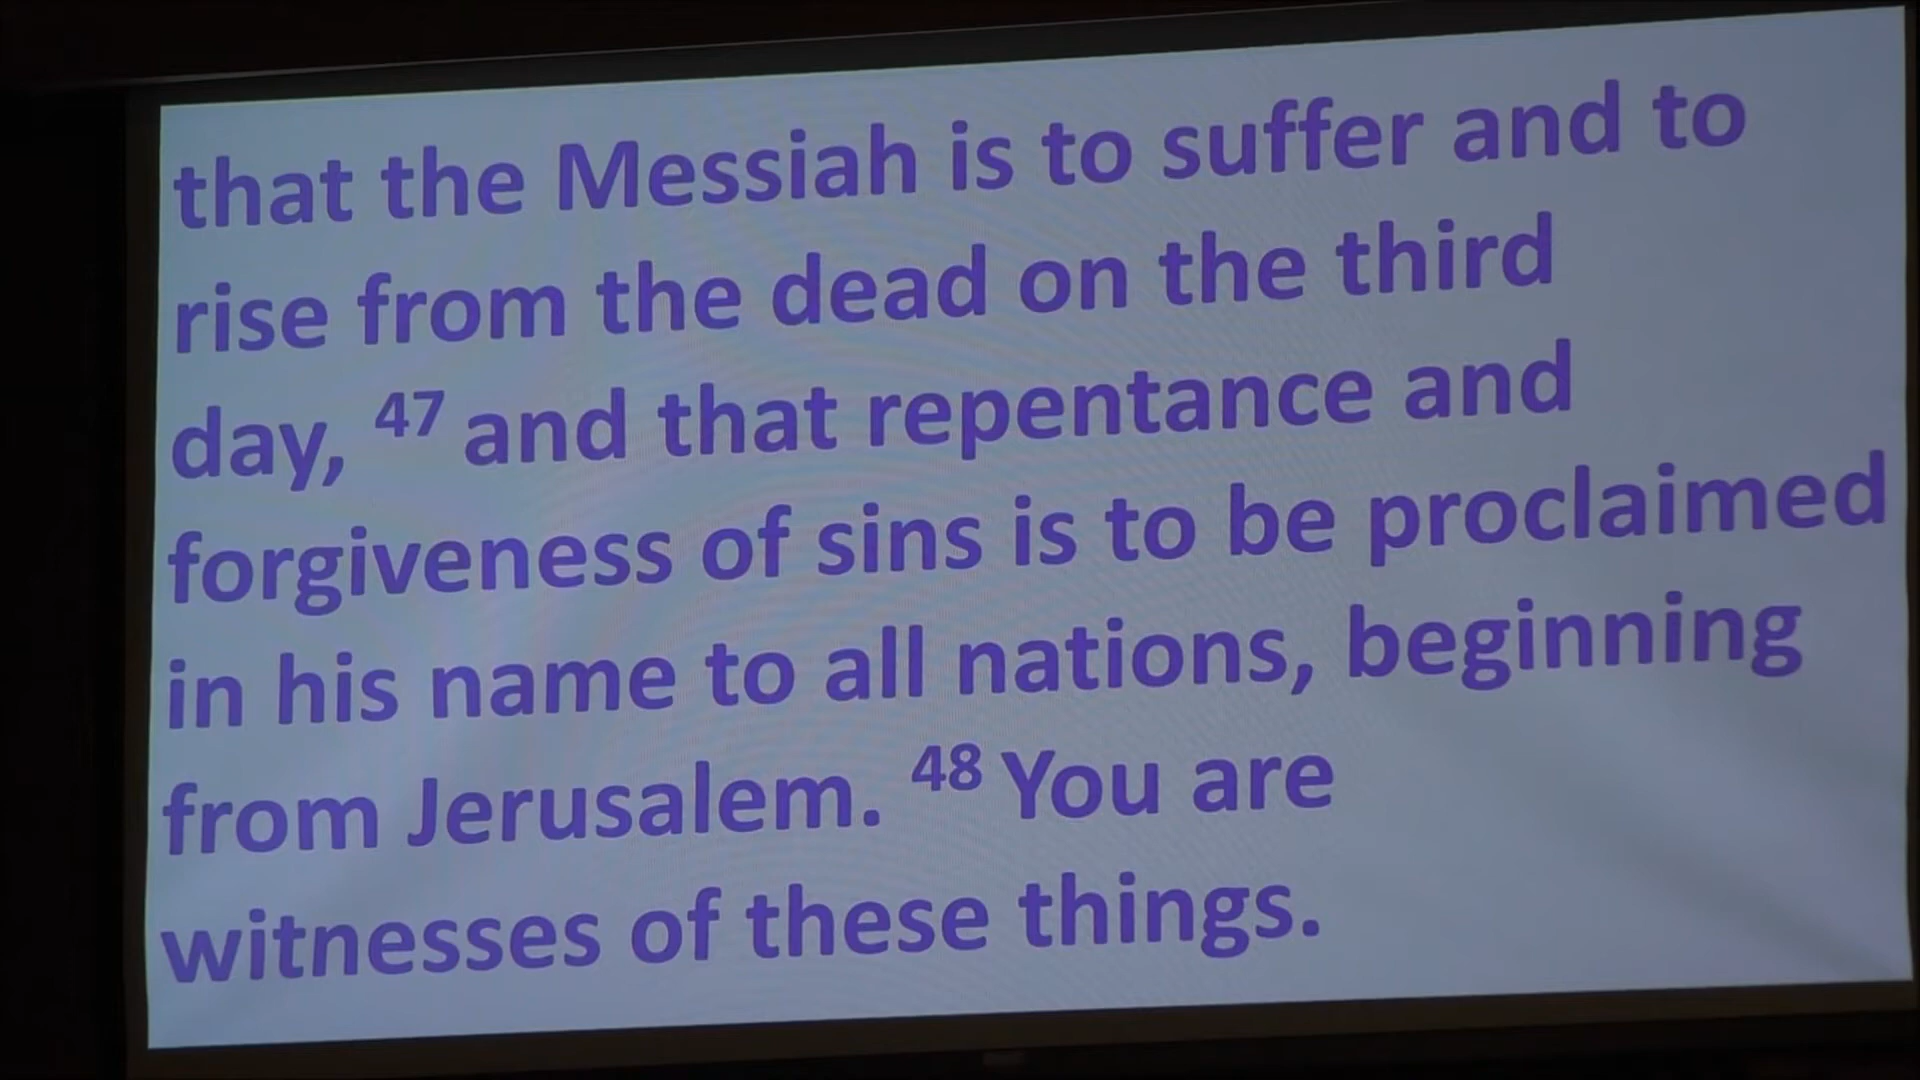 that the Messiah is to suffer and to
rise from the dead on the third
day, 47 and that repentance and
forgiveness of sins is to be proclaimed
in his name to all nations, beginning
from Jerusalem. 48 You are
witnesses of these things.